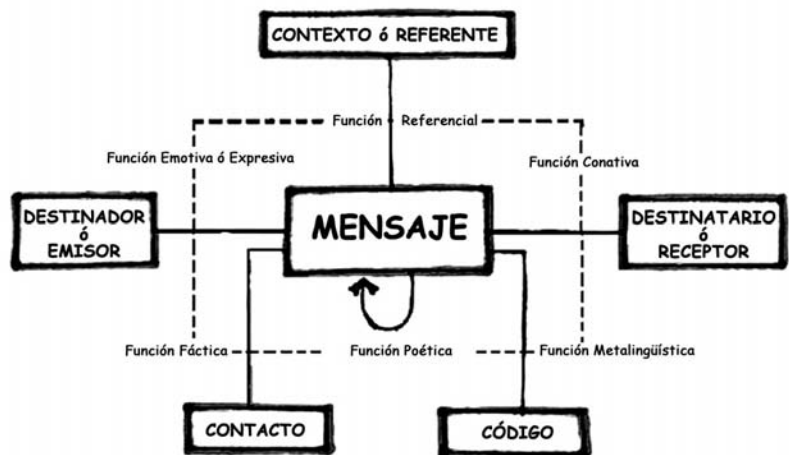 CONTEXTO ó REFERENTE
Función Referencial
Función Emotiva ó Expresiva
Función Conativa
DESTINADOR
ó
EMISOR
MENSAJE
DESTINATARIO
ó
RECEPTOR
Función Fáctica
Función Poética
Función Metalingüística
CONTACTO
CÓDIGO